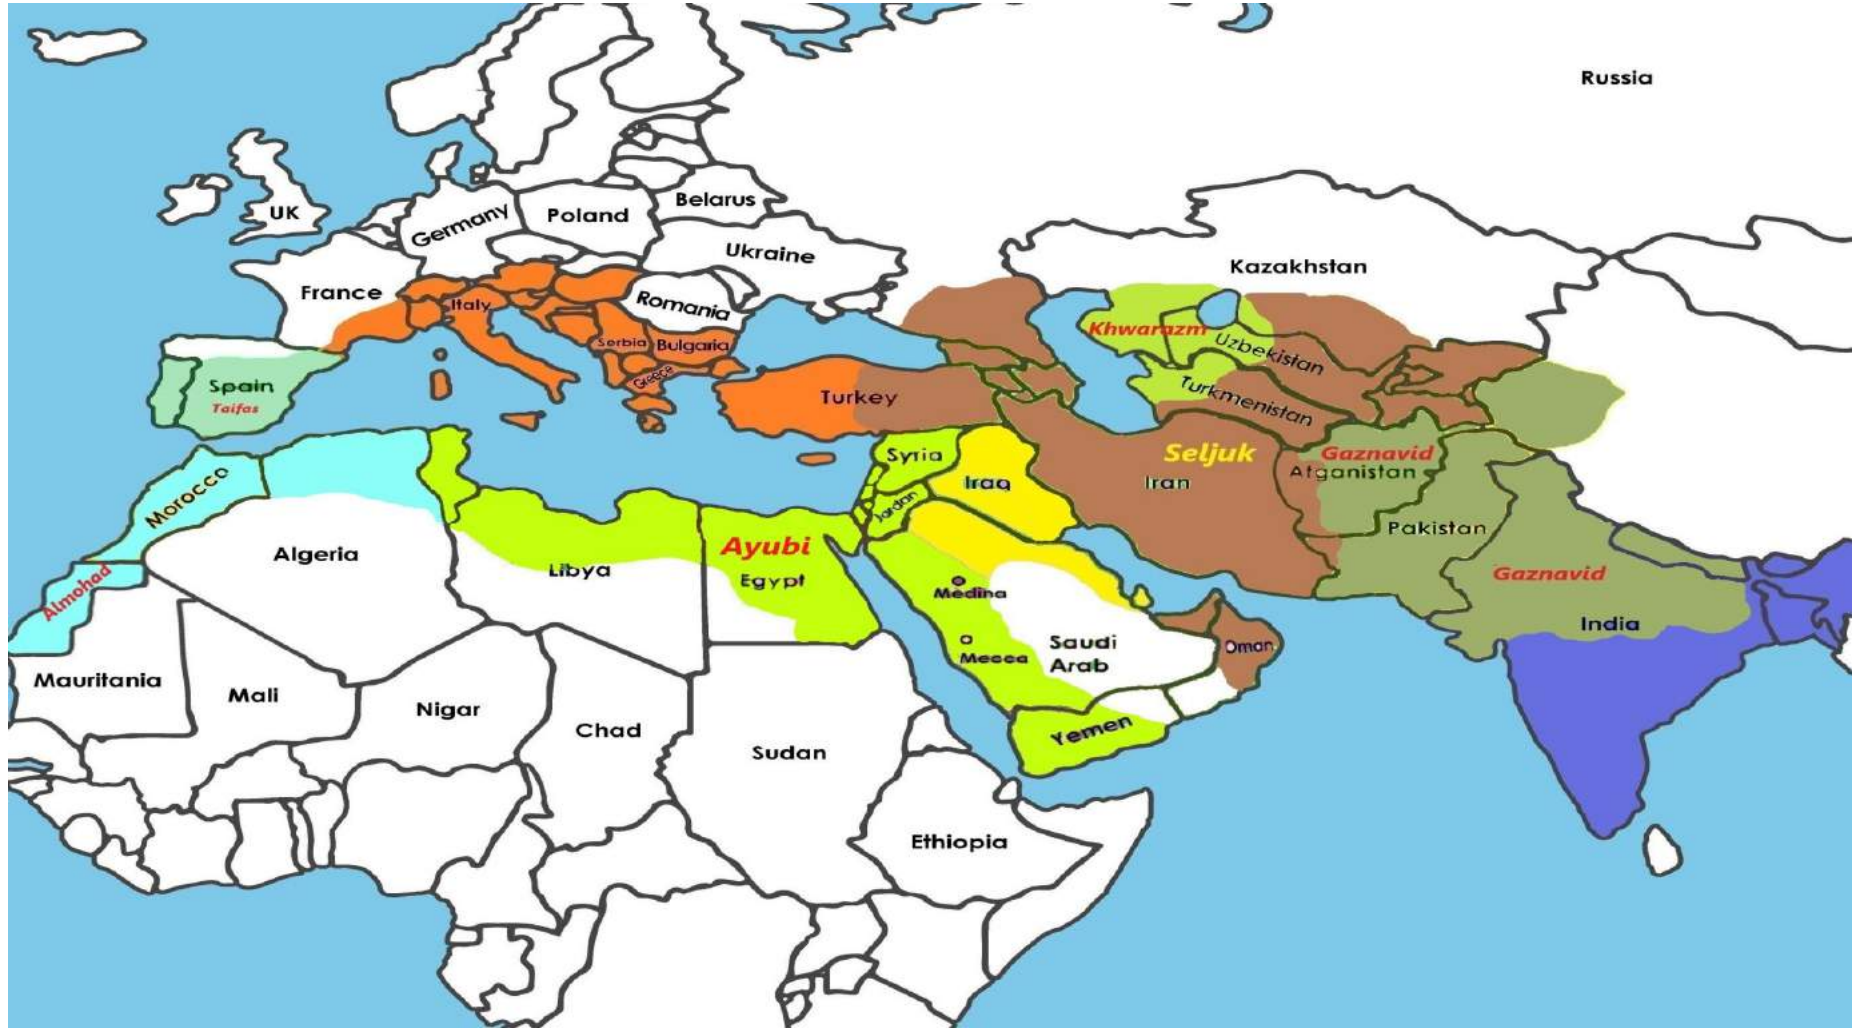 Russia
Belarus
UK
Germany
Poland
Ukraine
Kazakhstan
France
Italy
Romania
Khwarazm
Serbia
Bulgaria
Uzbekistan
Greece
Spain
Taifas
Turkey
Turkmenistan
Seljuk
Gaznavid
Afganistan
Syria
Iraq
Iran
Morocco
Jordan
Pakistan
Ayubi
Algeria
Libya
Egypt
Almohad
Medina
Gaznavid
India
Mecca
Saudi
Arab
Oman
Mauritania
Mali
Nigar
Chad
Sudan
Yemen
Ethiopia